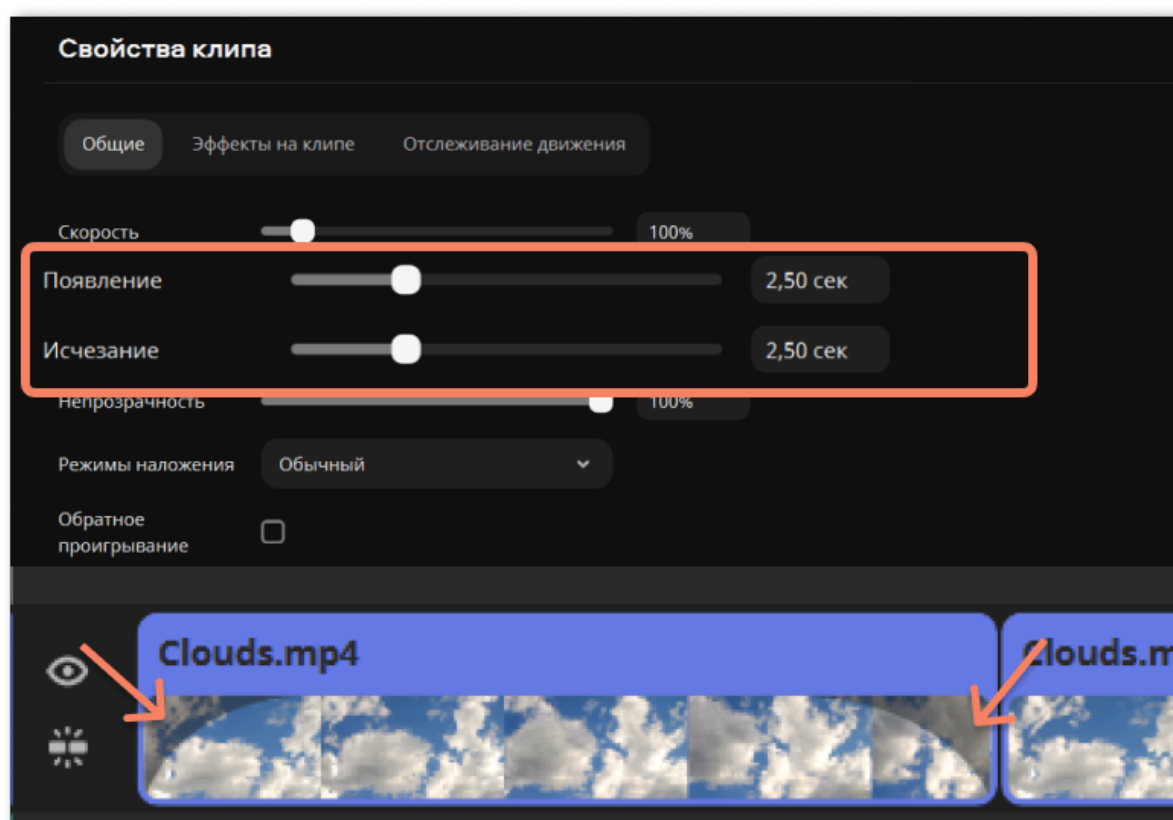 Свойства клипа
Общие Эффекты на клипе Отслеживание движения
Скорость 100%
Появление 2,50 сек
Исчезание 2,50 сек
Непрозрачность 100%
Режимы наложения Обычный
Обратное
проигрывание
Clouds.mp4 Clouds.m